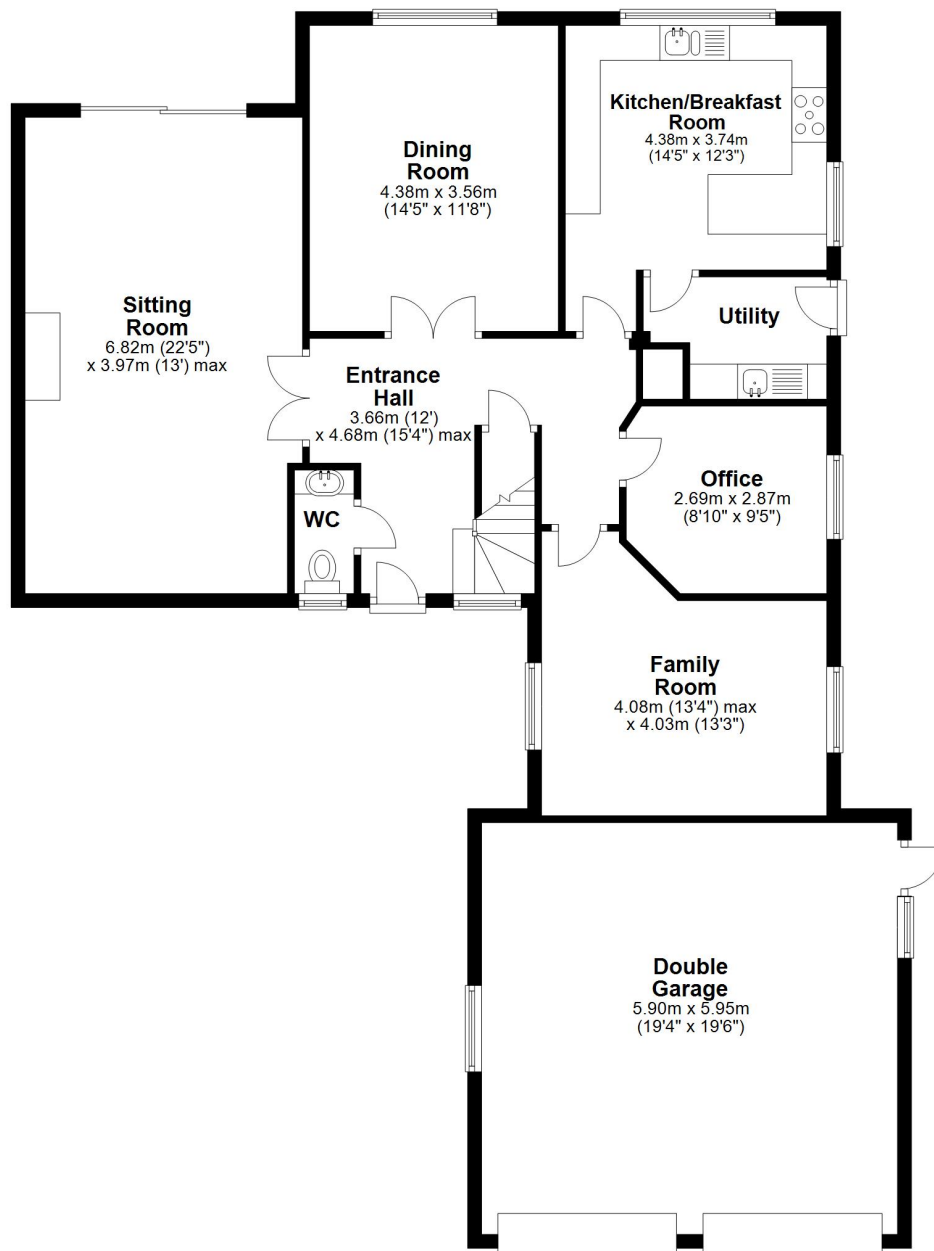 Kitchen/Breakfast
Room
4.38m x 3.74m
(14'5" x 12'3")
Dining
Room
4.38m x 3.56m
(14'5" x 11'8")
Sitting
Room
6.82m (22'5")
x 3.97m (13') max
Utility
Entrance
Hall
3.66m (12')
x 4.68m (15'4") max
Office
2.69m x 2.87m
(8'10" x 9'5")
WC
Family
Room
4.08m (13'4") max
x 4.03m (13'3")
Double
Garage
5.90m x 5.95m
(19'4" x 19'6")